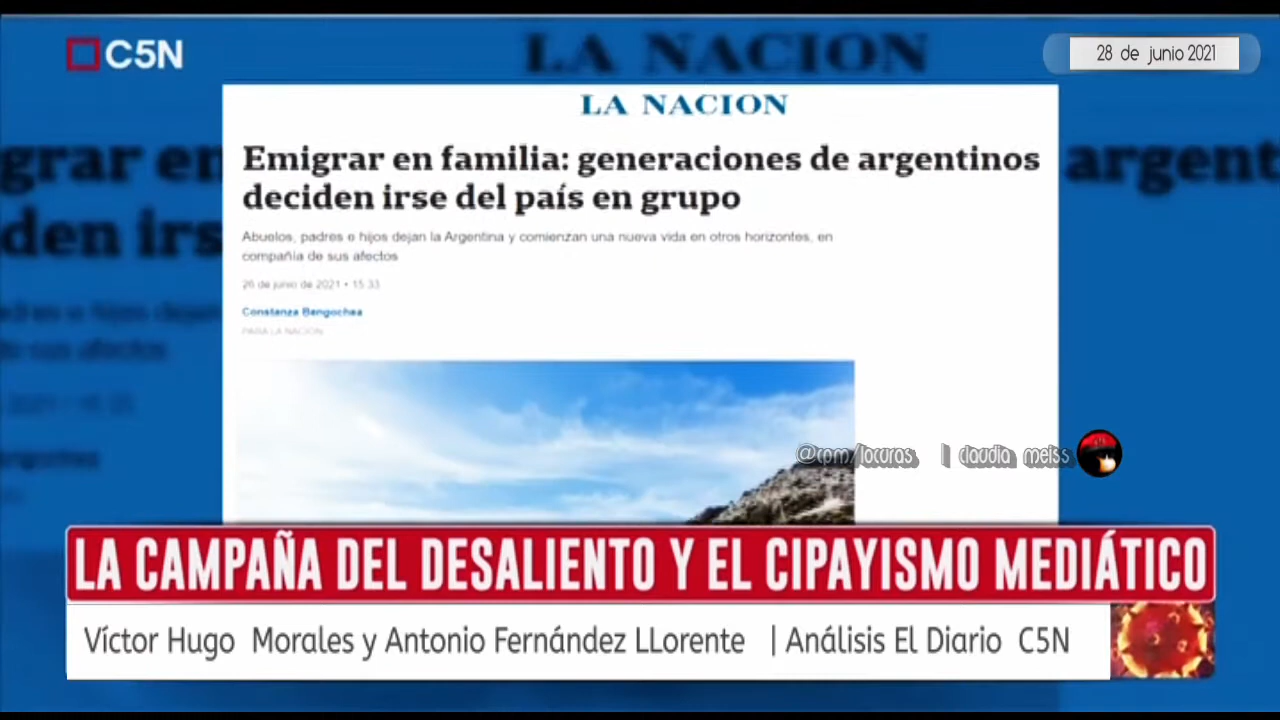 C5N
28 de junio 2021
LA NACION
LA NACION
Emigrar en familia: generaciones de argentinos
deciden irse del país en grupo
Abuelos, padres e hijos dejan la Argentina y comienzan una nueva vida en otros horizontes, en
compañía de sus afectos
26 de junio de 2021 • 15:33
Constanza Bengochea
PARA LA NACION
@cpm/locuras | claudia meiss
LA CAMPAÑA DEL DESALIENTO Y EL CIPAYISMO MEDIÁTICO
Víctor Hugo Morales y Antonio Fernández LLorente | Análisis El Diario C5N